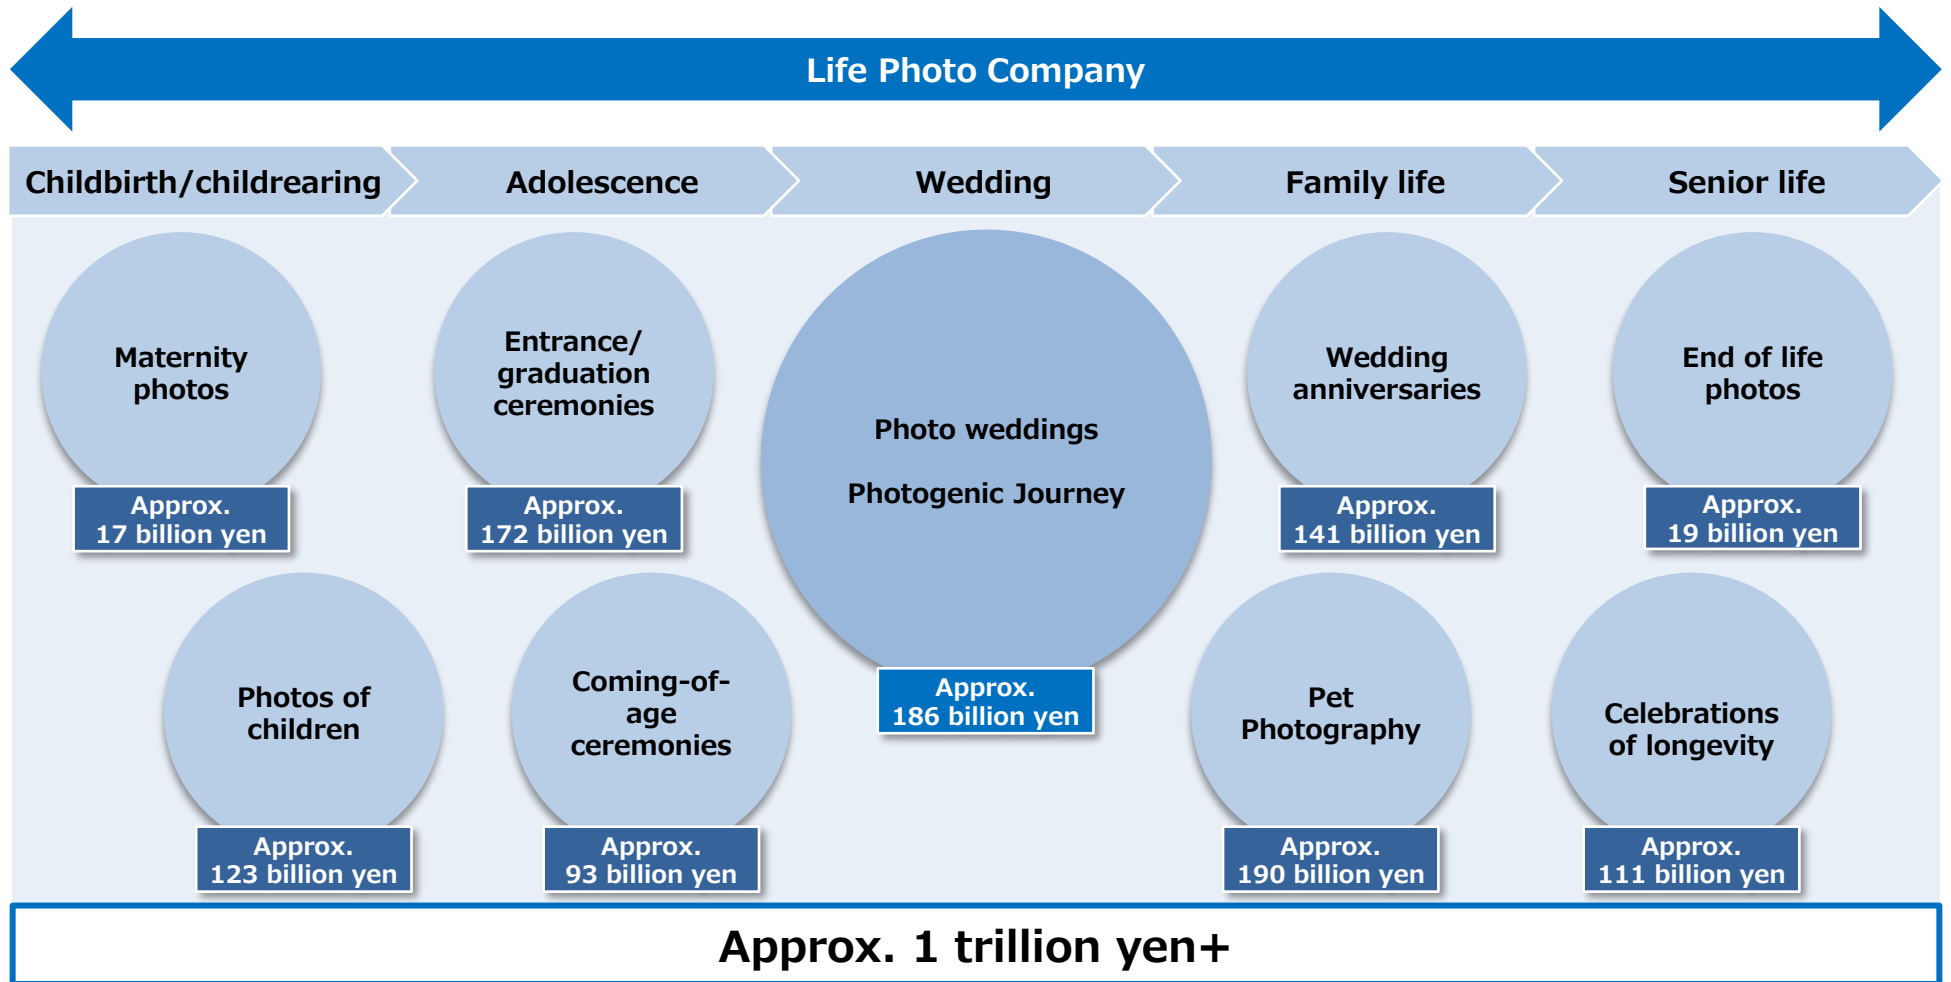 Life Photo Company
Childbirth/childrearing
Adolescence
Wedding
Family life
Senior life
Maternity
photos
Approx.
17 billion yen
Entrance/
graduation
ceremonies
Approx.
172 billion yen
Photo weddings
Photogenic Journey
Approx.
186 billion yen
Wedding
anniversaries
Approx.
141 billion yen
End of life
photos
Approx.
19 billion yen
Photos of
children
Approx.
123 billion yen
Coming-of-
age
ceremonies
Approx.
93 billion yen
Pet
Photography
Approx.
190 billion yen
Celebrations
of longevity
Approx.
111 billion yen
Approx. 1 trillion yen+